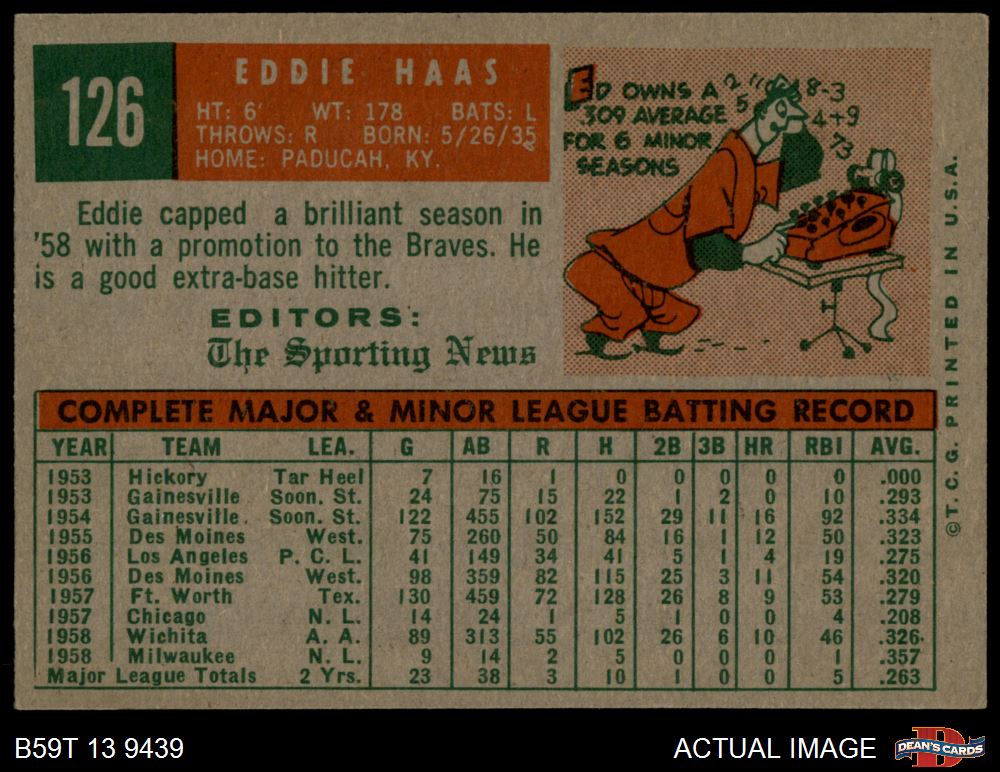 126
EDDIE HAAS
HT: 6' WT: 178 BATS: L
THROWS: R BORN: 5/26/35
HOME: PADUCAH, KY.
Eddie capped a brilliant season in
'58 with a promotion to the Braves. He
is a good extra-base hitter.
EDITORS:
The Sporting News
ED OWNS A
.309 AVERAGE
FOR 6 MINOR
SEASONS
2 "0 8-3
5 4+9
73
COMPLETE MAJOR & MINOR LEAGUE BATTING RECORD
YEAR TEAM LEA. G AB R H 2B 3B HR RBI AVG.
1953 Hickory Tar Heel 7 16 1 0 0 0 0 0 .000
1953 Gainesville Soon. St. 24 75 15 22 1 2 0 10 .293
1954 Gainesville. Soon. St. 122 455 102 152 29 11 16 92 .334
1955 Des Moines West. 75 260 50 84 16 1 12 50 .323
1956 Los Angeles P. C. L. 41 149 34 41 5 1 4 19 .275
1956 Des Moines West. 98 359 82 115 25 3 11 54 .320
1957 Ft. Worth Tex. 130 459 72 128 26 8 9 53 .279
1957 Chicago N. L. 14 24 1 5 1 0 0 4 .208
1958 Wichita A. A. 89 313 55 102 26 6 10 46 .326
1958 Milwaukee N. L. 9 14 2 5 0 0 0 1 .357
Major League Totals 2 Yrs. 23 38 3 10 1 0 0 5 .263
©T.C.G. PRINTED IN U.S.A.
B59T 13 9439
ACTUAL IMAGE
DEAN'S CARDS